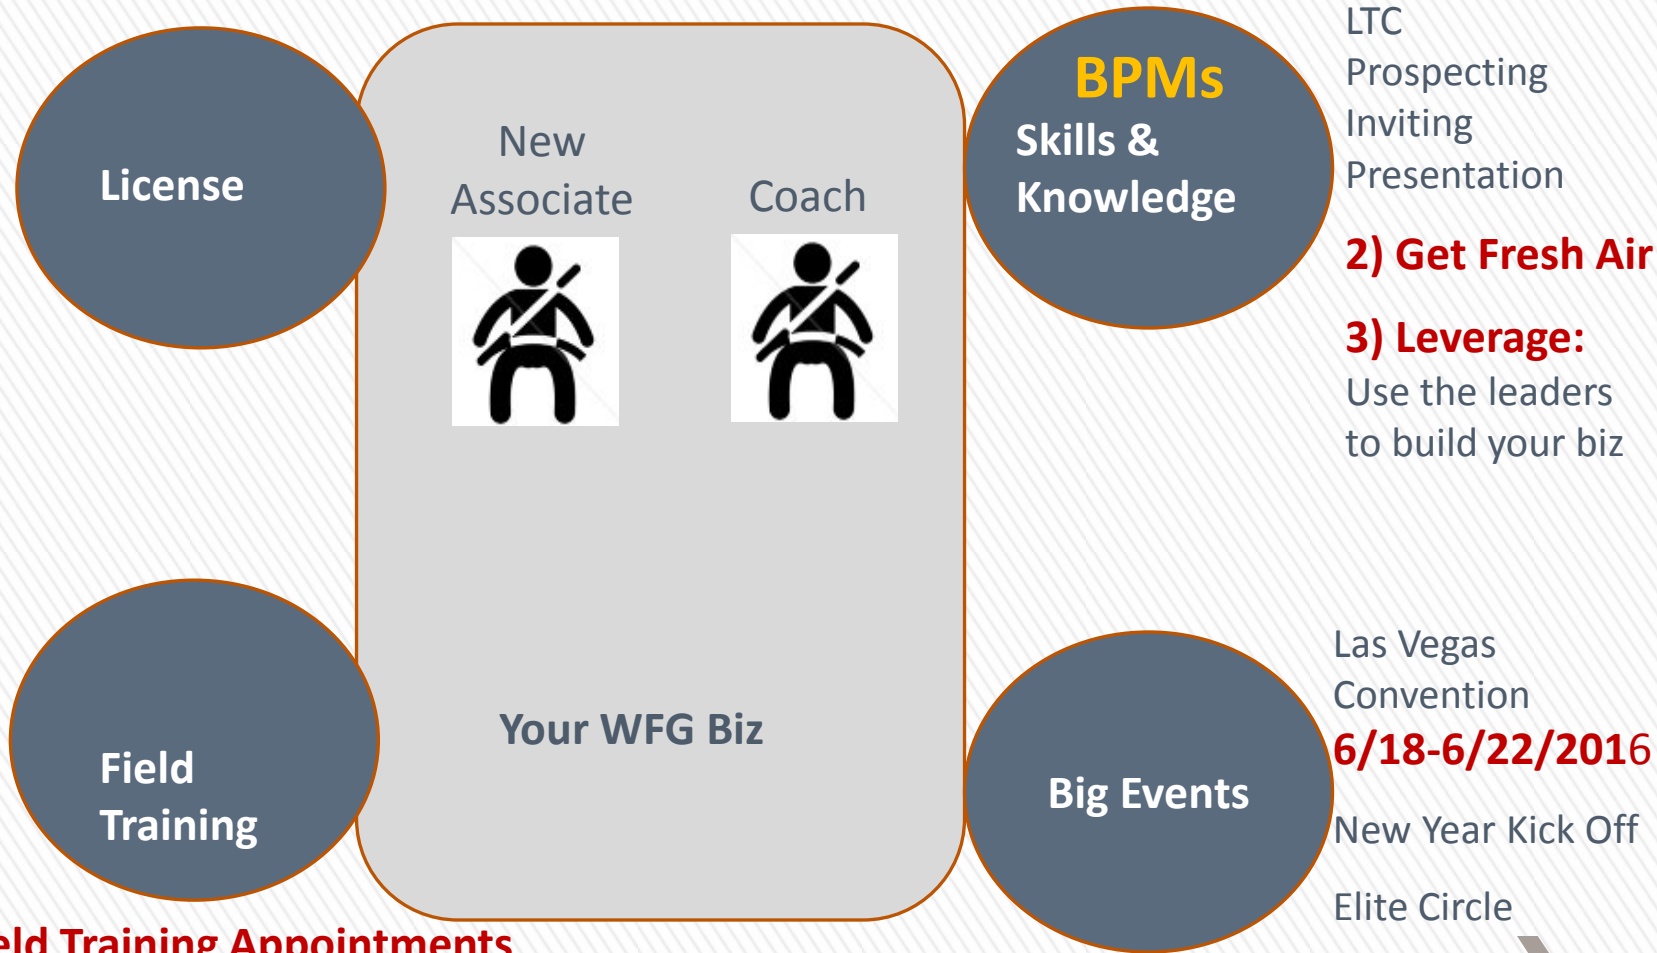 License
New
Associate
Coach
BPMs
Skills &
Knowledge
LTC
Prospecting
Inviting
Presentation
2) Get Fresh Air
3) Leverage:
Use the leaders
to build your biz
Your WFG Biz
Field
Training
Big Events
Las Vegas
Convention
6/18-6/22/2016
New Year Kick Off
Elite Circle
Training Appointments